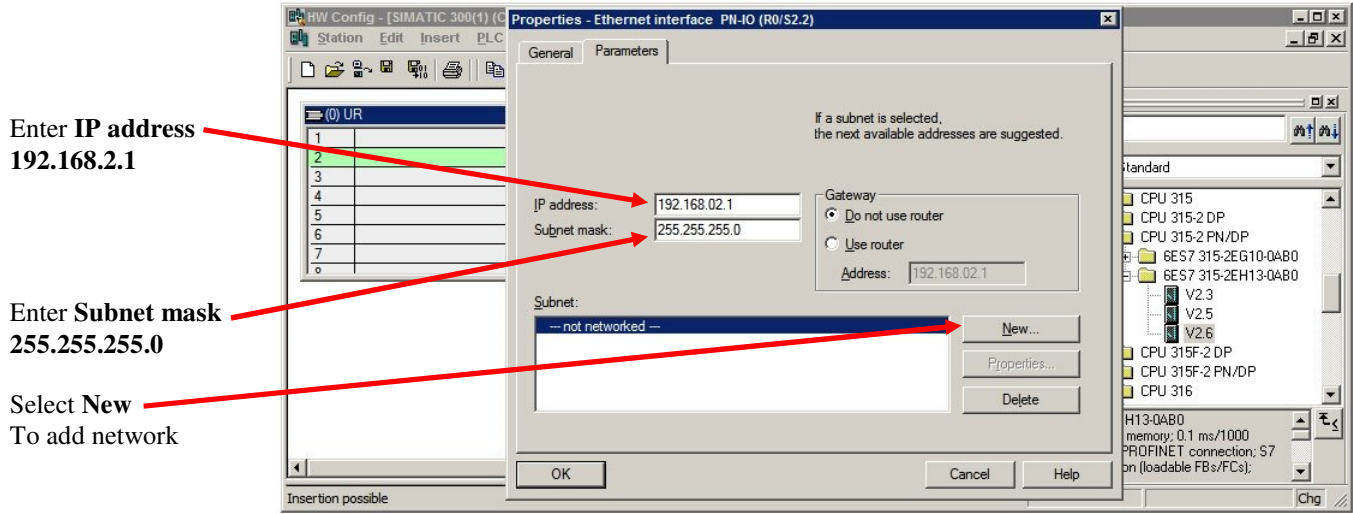 HW Config - [SIMATIC 300(1) (C
Station Edit Insert PLC
Properties - Ethernet interface PN-IO (R0/S2.2)
General Parameters
If a subnet is selected,
the next available addresses are suggested.
Enter IP address
192.168.2.1
(0) UR
1
2
3
4
5
6
7
IP address: 192.168.02.1
Subnet mask: 255.255.255.0
Gateway
Do not use router
Use router
Address: 192.168.02.1
Enter Subnet mask
255.255.255.0
Select New
To add network
Subnet:
--- not networked ---
New...
Properties...
Delete
OK Cancel Help
Standard
CPU 315
CPU 315-2 DP
CPU 315-2 PN/DP
6ES7 315-2EG10-0AB0
6ES7 315-2EH13-0AB0
V2.3
V2.5
V2.6
CPU 315F-2 DP
CPU 315F-2 PN/DP
CPU 316
H13-0AB0
memory; 0.1 ms/1000
PROFINET connection; S7
on (loadable FBs/FCs);
Insertion possible
Chg